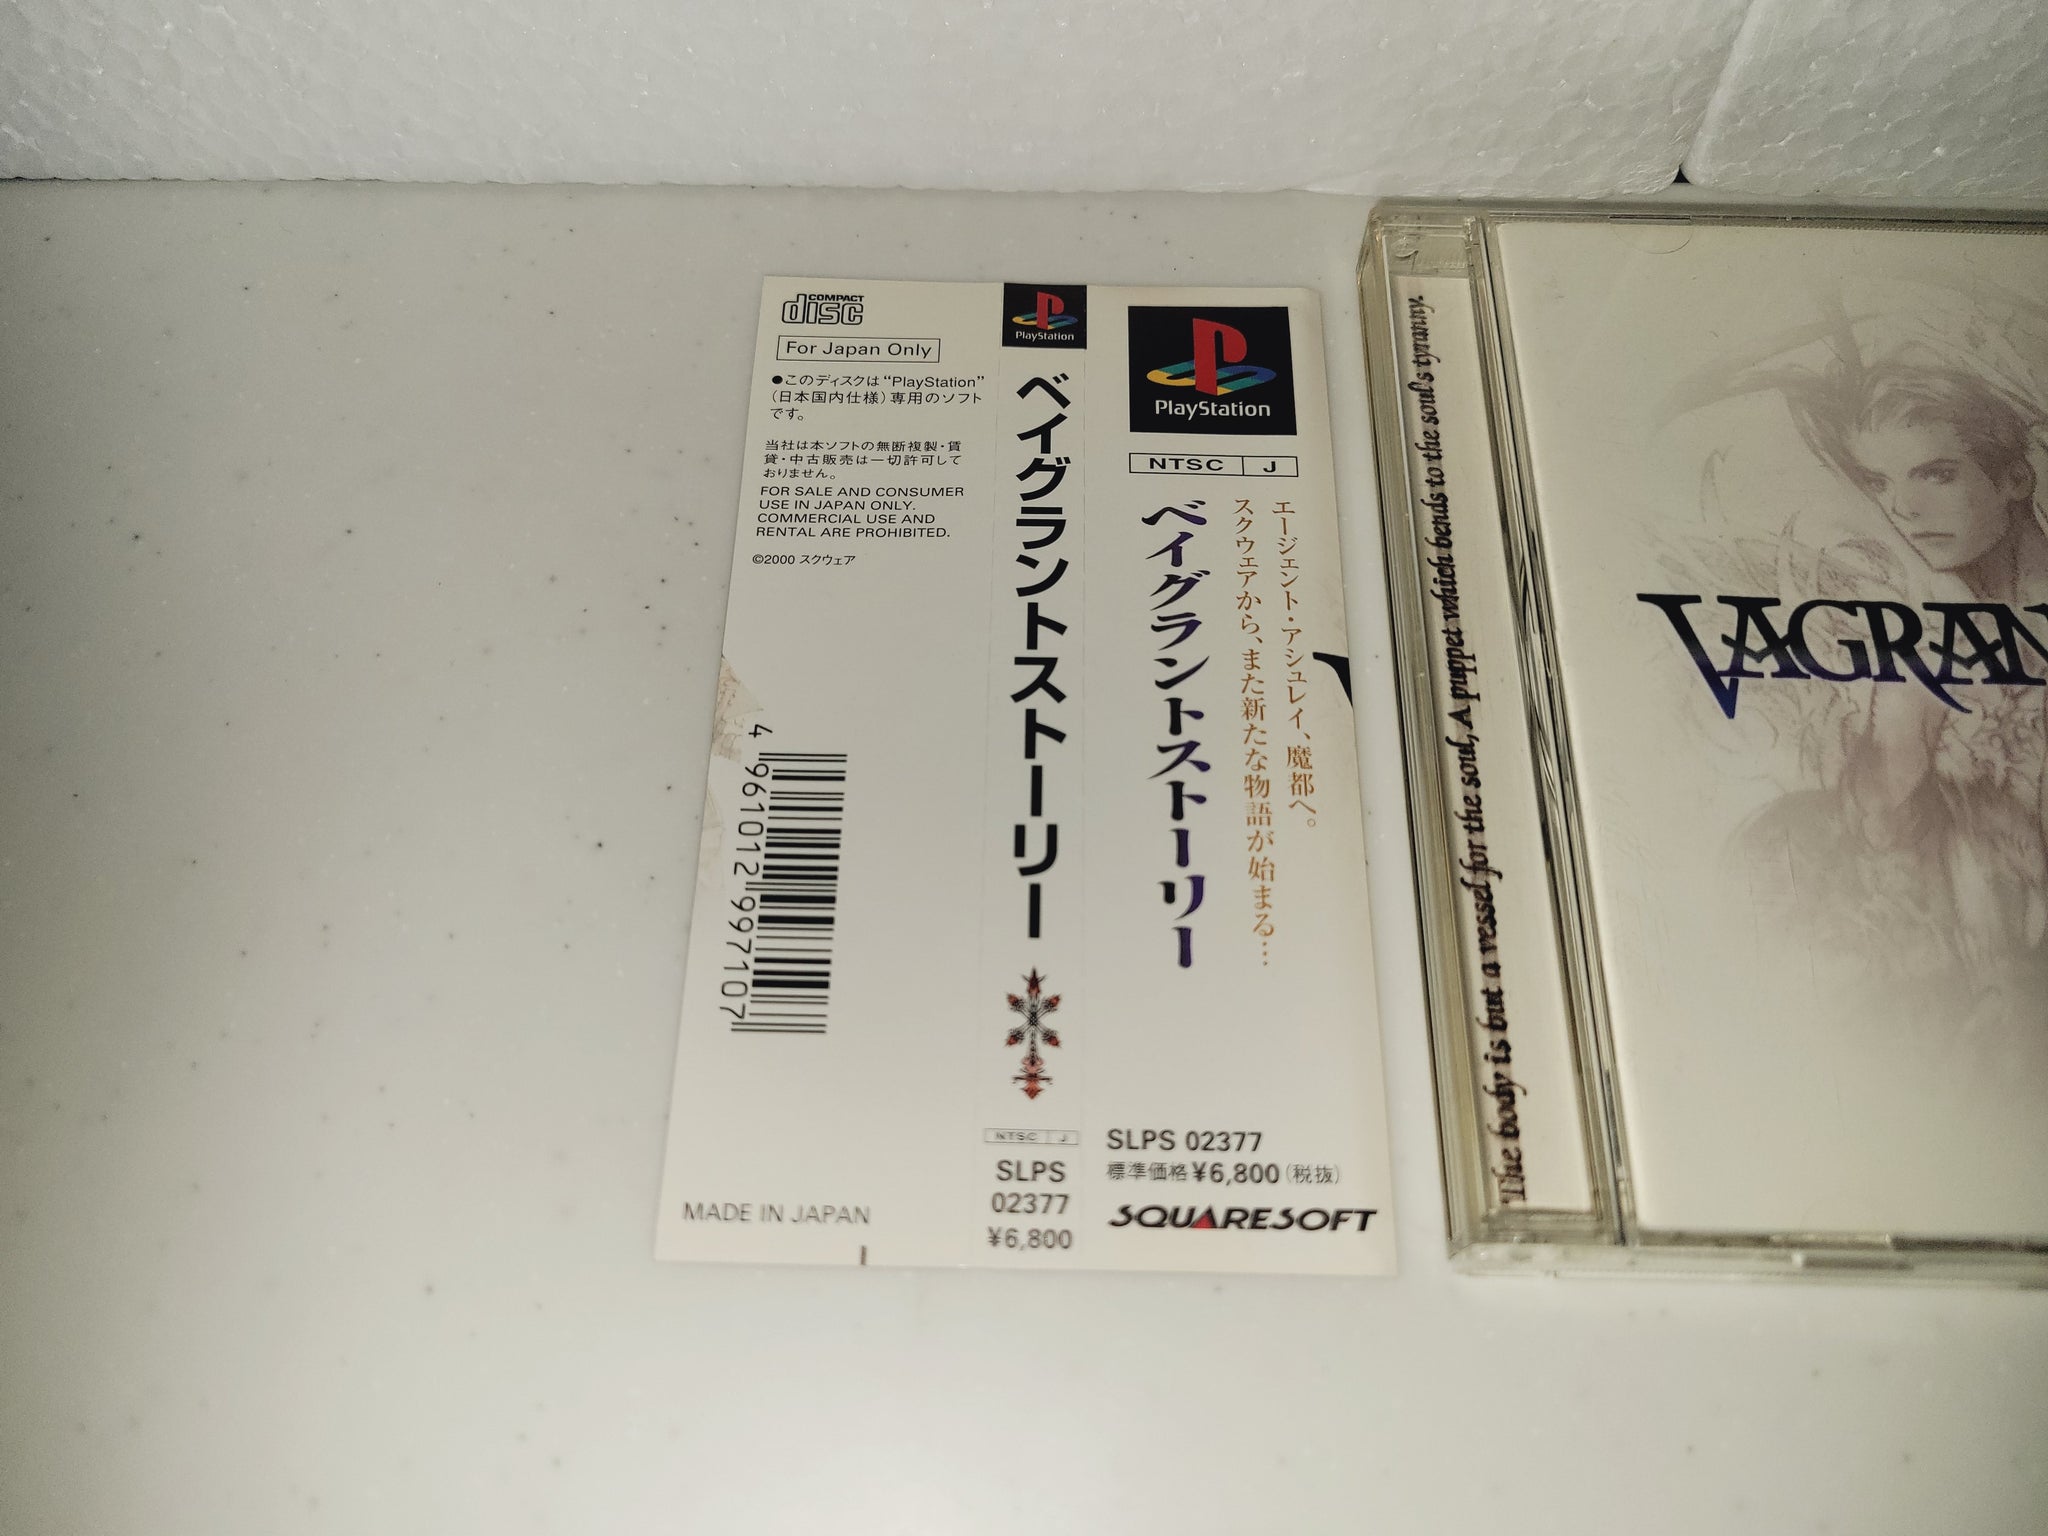 COMPACT
disc
For Japan Only
●このディスクは“PlayStation”
(日本国内仕様)専用のソフト
です。
当社は本ソフトの無断複製・賃
貸・中古販売は一切許可して
おりません。
FOR SALE AND CONSUMER
USE IN JAPAN ONLY.
COMMERCIAL USE AND
RENTAL ARE PROHIBITED.
©2000 スクウェア
4 961012 997107
MADE IN JAPAN
PlayStation
ベイグラントストーリー
NTSC J
SLPS
02377
¥6,800
PlayStation
NTSC J
エージェント・アシュレイ、魔都へ。
スクウェアから、また新たな物語が始まる…
ベイグラントストーリー
SLPS 02377
標準価格¥6,800(税抜)
SQUARESOFT
The body is but a vessel for the soul, A puppet which bends to the soul's tyranny.
VAGRAN